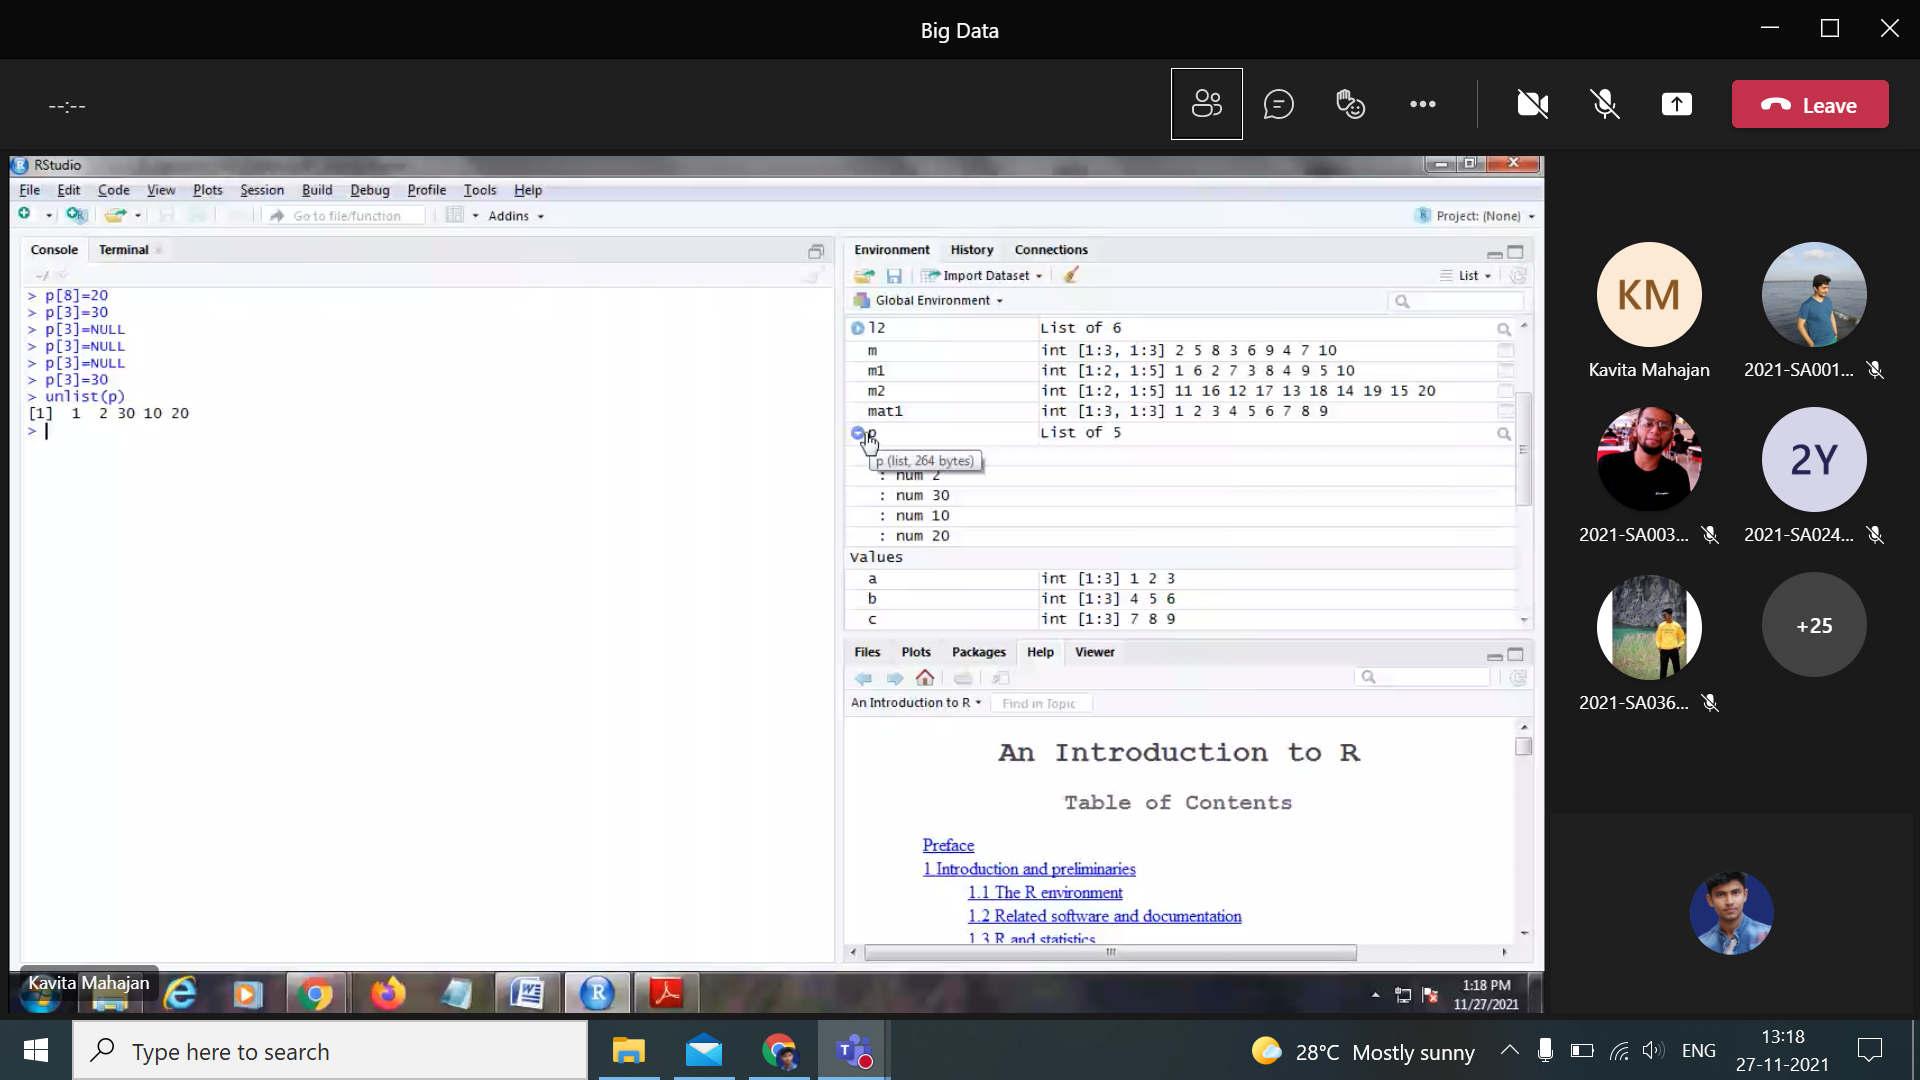 Big Data
--:--
Leave
RStudio
File Edit Code View Plots Session Build Debug Profile Tools Help
Go to file/function
Addins
Project: (None)
Console Terminal
~/
> p[8]=20
> p[3]=30
> p[3]=NULL
> p[3]=NULL
> p[3]=NULL
> p[3]=30
> unlist(p)
[1]  1  2 30 10 20
>
Environment History Connections
Import Dataset
List
Global Environment
l2 List of 6
m int [1:3, 1:3] 2 5 8 3 6 9 4 7 10
m1 int [1:2, 1:5] 1 6 2 7 3 8 4 9 5 10
m2 int [1:2, 1:5] 11 16 12 17 13 18 14 19 15 20
mat1 int [1:3, 1:3] 1 2 3 4 5 6 7 8 9
p List of 5
p (list, 264 bytes)
: num 2
: num 30
: num 10
: num 20
Values
a int [1:3] 1 2 3
b int [1:3] 4 5 6
c int [1:3] 7 8 9
Files Plots Packages Help Viewer
An Introduction to R
Find in Topic
An Introduction to R
Table of Contents
Preface
1 Introduction and preliminaries
1.1 The R environment
1.2 Related software and documentation
1.3 R and statistics
Kavita Mahajan
1:18 PM
11/27/2021
KM
Kavita Mahajan
2021-SA001...
2021-SA003...
2Y
2021-SA024...
2021-SA036...
+25
Type here to search
28°C Mostly sunny
ENG
13:18
27-11-2021